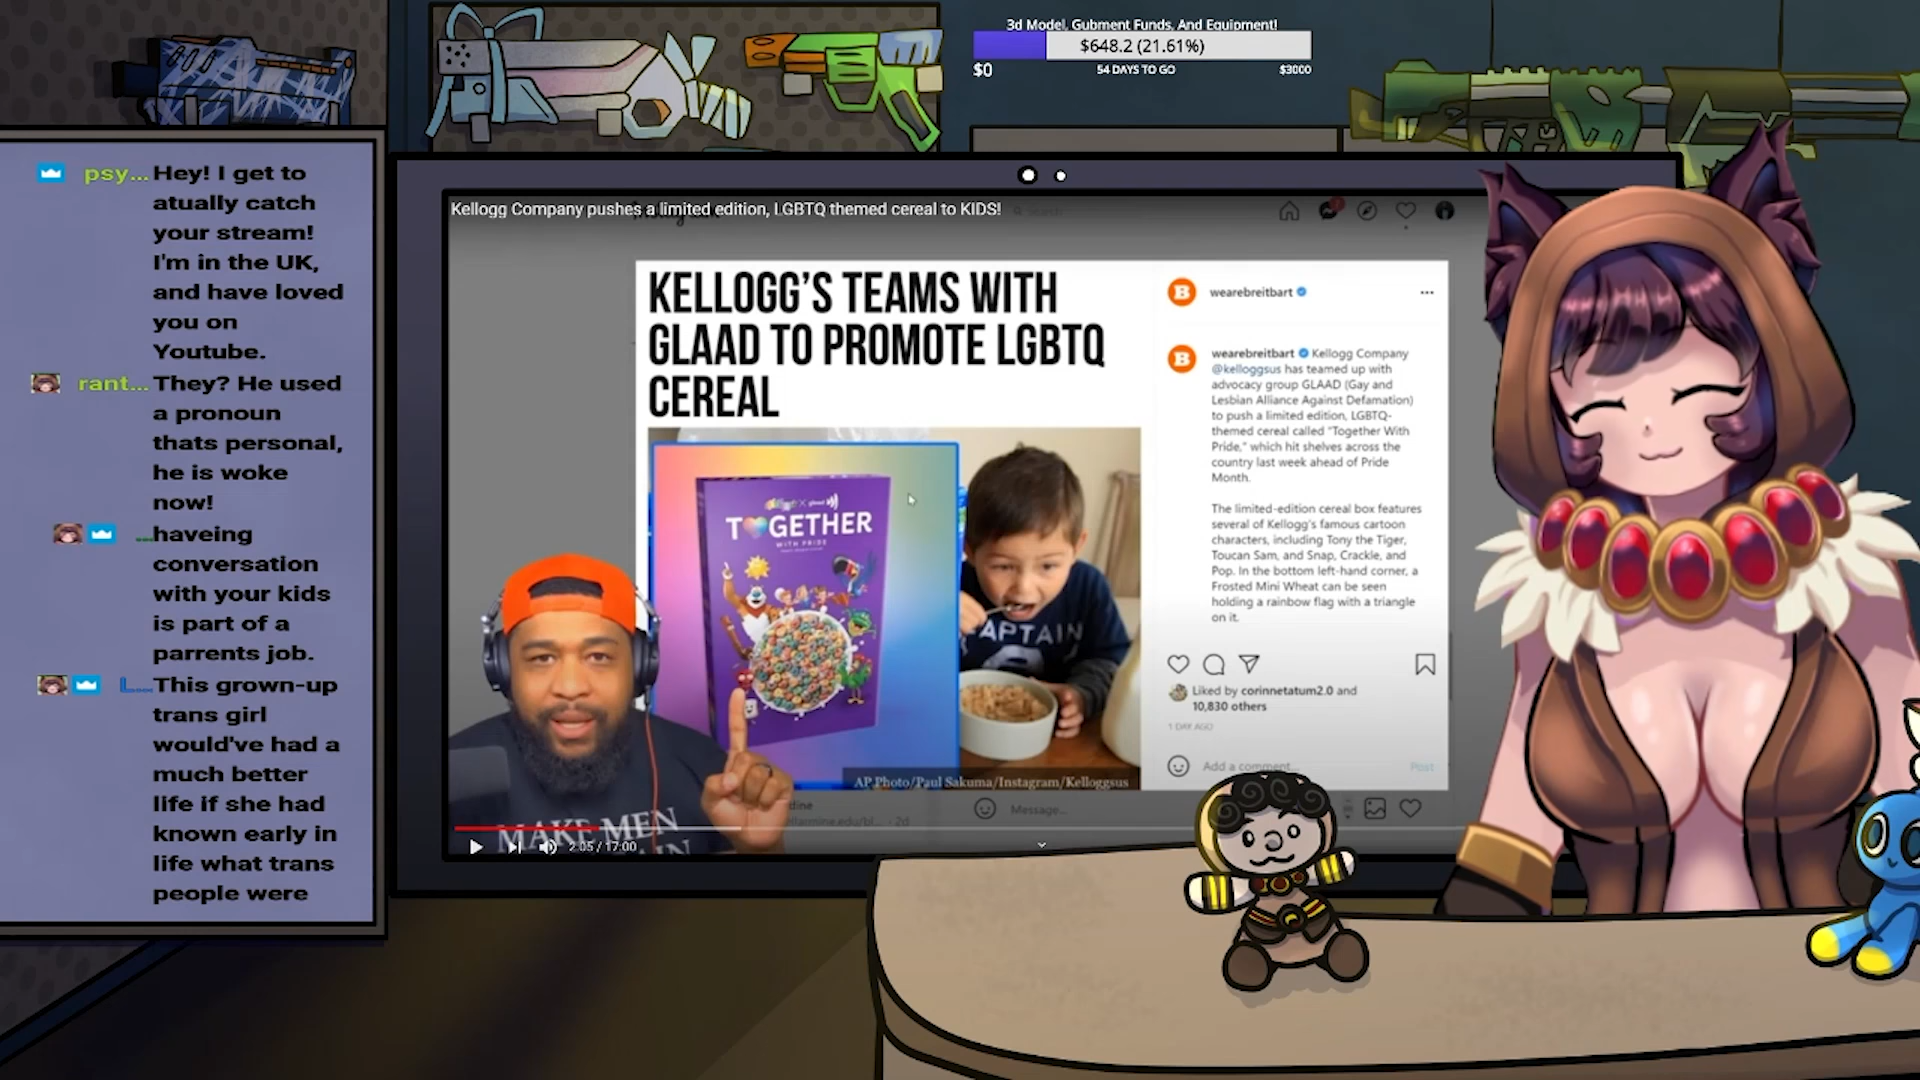 3d Model, Gubment Funds, And Equipment!
$648.2 (21.61%)
$0
54 DAYS TO GO
$3000
psy... Hey! I get to
atually catch
your stream!
I'm in the UK,
and have loved
you on
Youtube.
rant... They? He used
a pronoun
thats personal,
he is woke
now!
...haveing
conversation
with your kids
is part of a
parrents job.
L... This grown-up
trans girl
would've had a
much better
life if she had
known early in
life what trans
people were
Kellogg Company pushes a limited edition, LGBTQ themed cereal to KIDS!
Search
KELLOGG'S TEAMS WITH
GLAAD TO PROMOTE LGBTQ
CEREAL
TOGETHER
WITH PRIDE
APTAIN
AP Photo/Paul Sakuma/Instagram/Kelloggsus
wearebreitbart
wearebreitbart Kellogg Company
@kelloggsus has teamed up with
advocacy group GLAAD (Gay and
Lesbian Alliance Against Defamation)
to push a limited edition, LGBTQ-
themed cereal called "Together With
Pride," which hit shelves across the
country last week ahead of Pride
Month.
The limited-edition cereal box features
several of Kellogg's famous cartoon
characters, including Tony the Tiger,
Toucan Sam, and Snap, Crackle, and
Pop. In the bottom left-hand corner, a
Frosted Mini Wheat can be seen
holding a rainbow flag with a triangle
on it.
Liked by corinnetatum2.0 and
10,830 others
1 DAY AGO
Add a comment...
Post
Message...
MAKE MEN
2:05 / 17:00